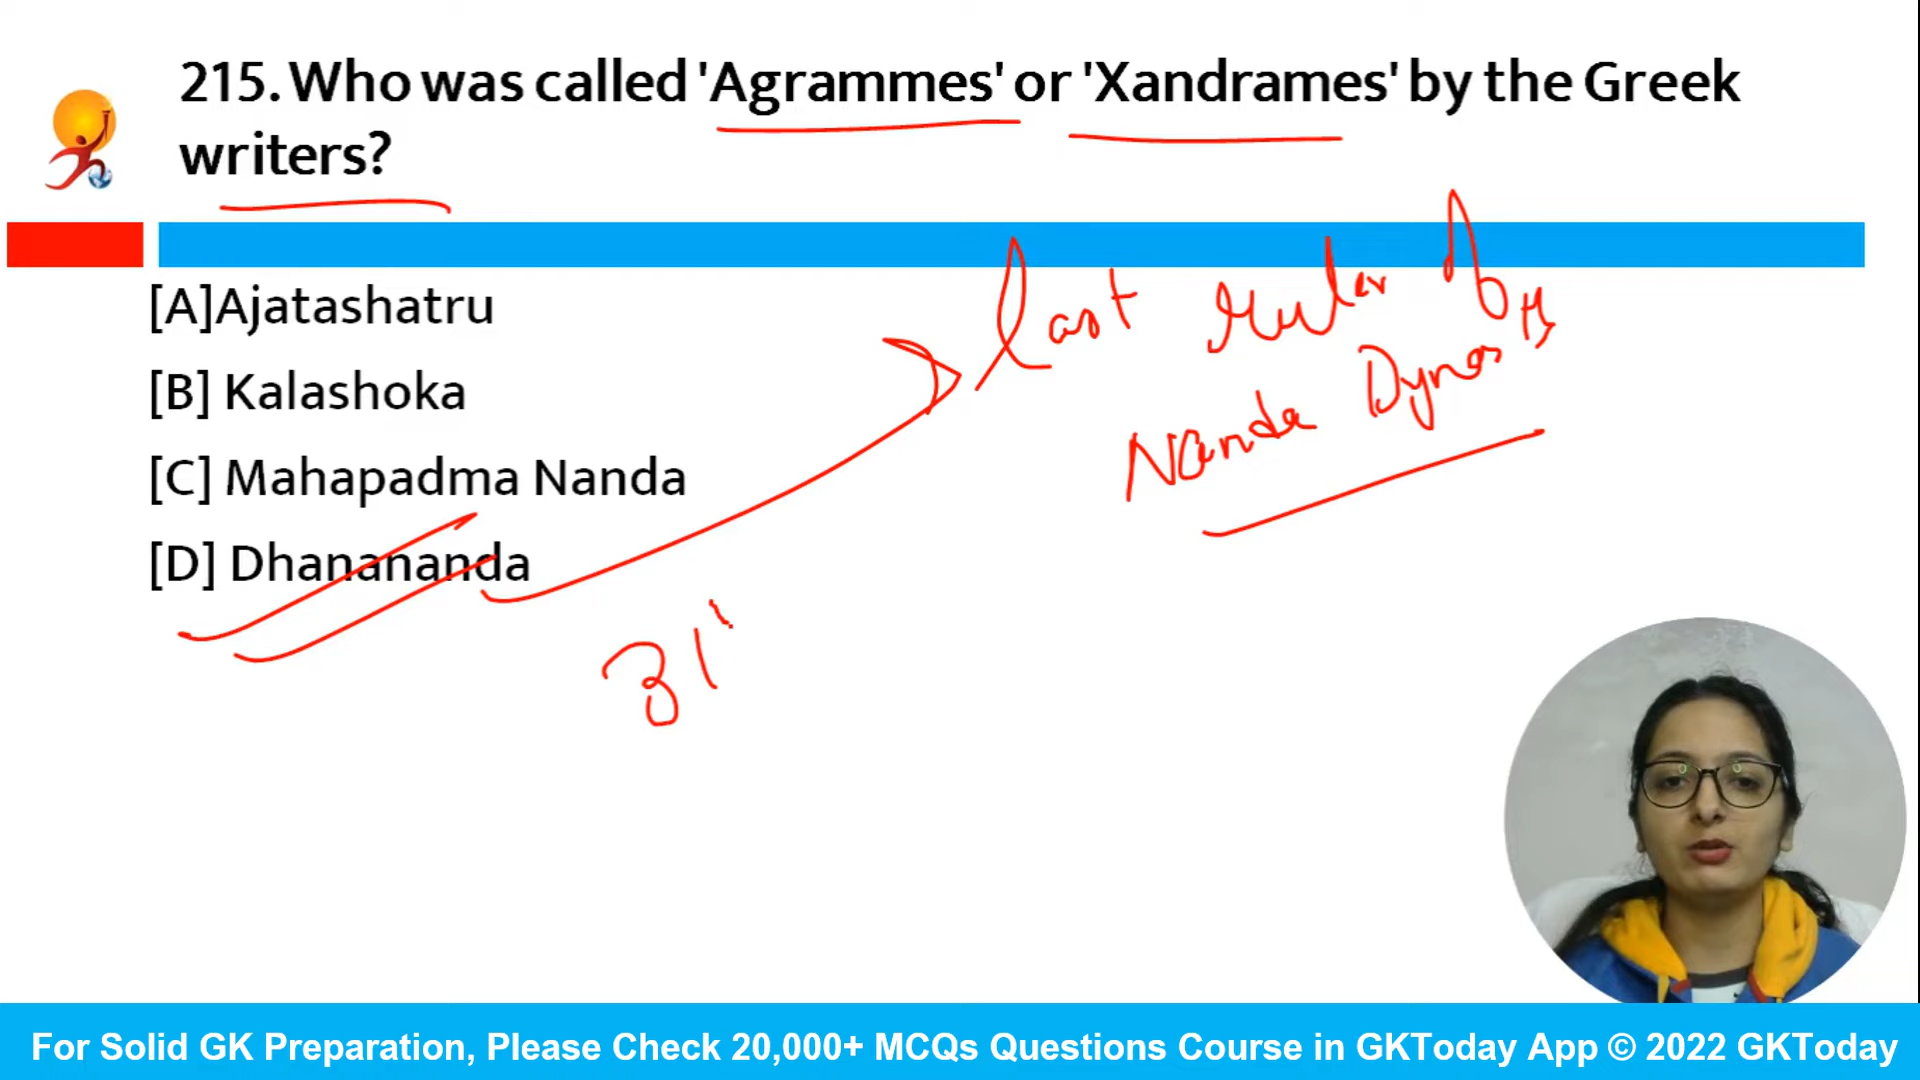 215. Who was called 'Agrammes' or 'Xandrames' by the Greek
writers?
[A]Ajatashatru
[B] Kalashoka
[C] Mahapadma Nanda
[D] Dhanananda
last ruler of
Nanda Dynasty
31
For Solid GK Preparation, Please Check 20,000+ MCQs Questions Course in GKToday App © 2022 GKToday